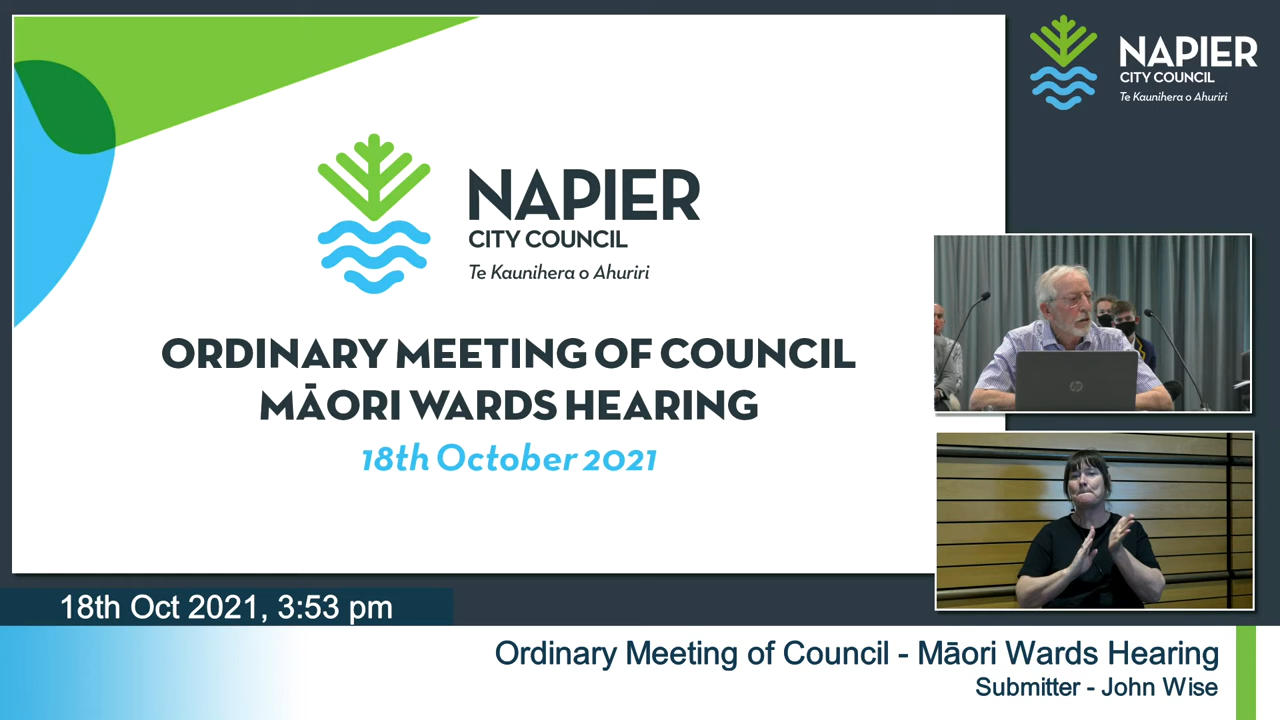 NAPIER
CITY COUNCIL
Te Kaunihera o Ahuriri
NAPIER
CITY COUNCIL
Te Kaunihera o Ahuriri
ORDINARY MEETING OF COUNCIL
MĀORI WARDS HEARING
18th October 2021
hp
18th Oct 2021, 3:53 pm
Ordinary Meeting of Council - Māori Wards Hearing
Submitter - John Wise